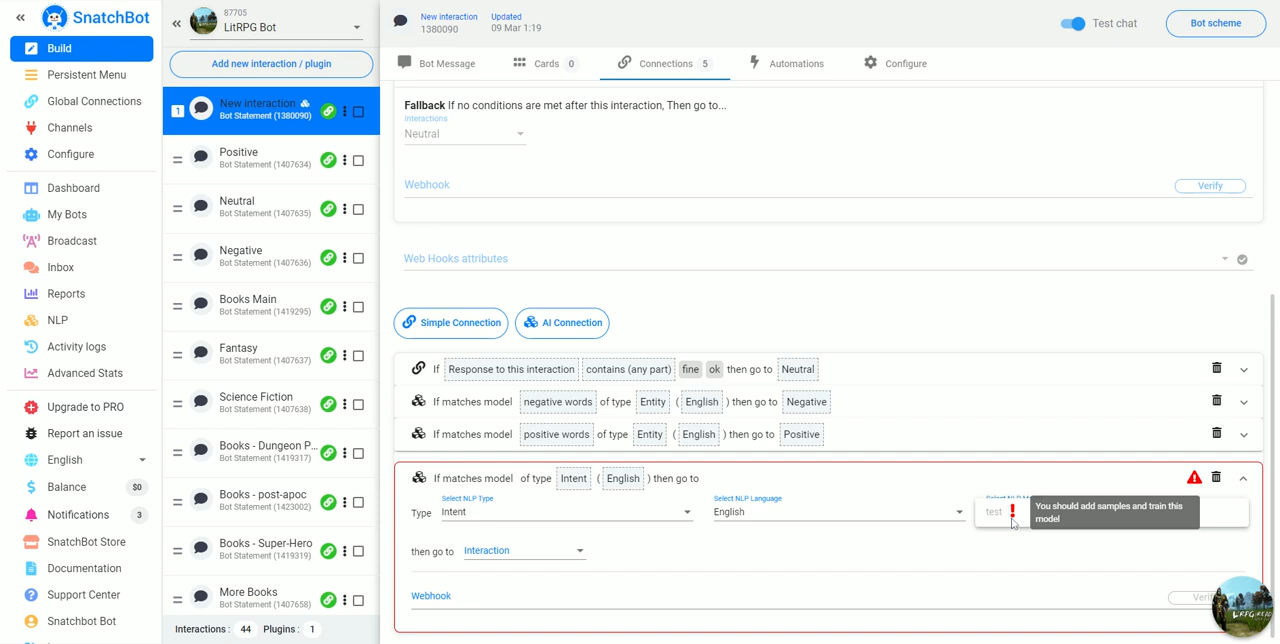 SnatchBot
Build
Persistent Menu
Global Connections
Channels
Configure
Dashboard
My Bots
Broadcast
Inbox
Reports
NLP
Activity logs
Advanced Stats
Upgrade to PRO
Report an issue
English
Balance $0
Notifications 3
SnatchBot Store
Documentation
Support Center
Snatchbot Bot
87705
LitRPG Bot
Add new interaction / plugin
1 New interaction
Bot Statement (1380090)
Positive
Bot Statement (1407634)
Neutral
Bot Statement (1407635)
Negative
Bot Statement (1407636)
Books Main
Bot Statement (1419295)
Fantasy
Bot Statement (1407637)
Science Fiction
Bot Statement (1407638)
Books - Dungeon P...
Bot Statement (1419317)
Books - post-apoc
Bot Statement (1423002)
Books - Super-Hero
Bot Statement (1419319)
More Books
Bot Statement (1407658)
Interactions : 44 Plugins : 1
New interaction
1380090
Updated
09 Mar 1:19
Test chat
Bot scheme
Bot Message
Cards 0
Connections 5
Automations
Configure
Fallback If no conditions are met after this interaction, Then go to...
Interactions
Neutral
Webhook
Verify
Web Hooks attributes
Simple Connection
AI Connection
If Response to this interaction contains (any part) fine ok then go to Neutral
If matches model negative words of type Entity ( English ) then go to Negative
If matches model positive words of type Entity ( English ) then go to Positive
If matches model of type Intent ( English ) then go to
Select NLP Type
Type Intent
Select NLP Language
English
test
You should add samples and train this
model
then go to Interaction
Webhook